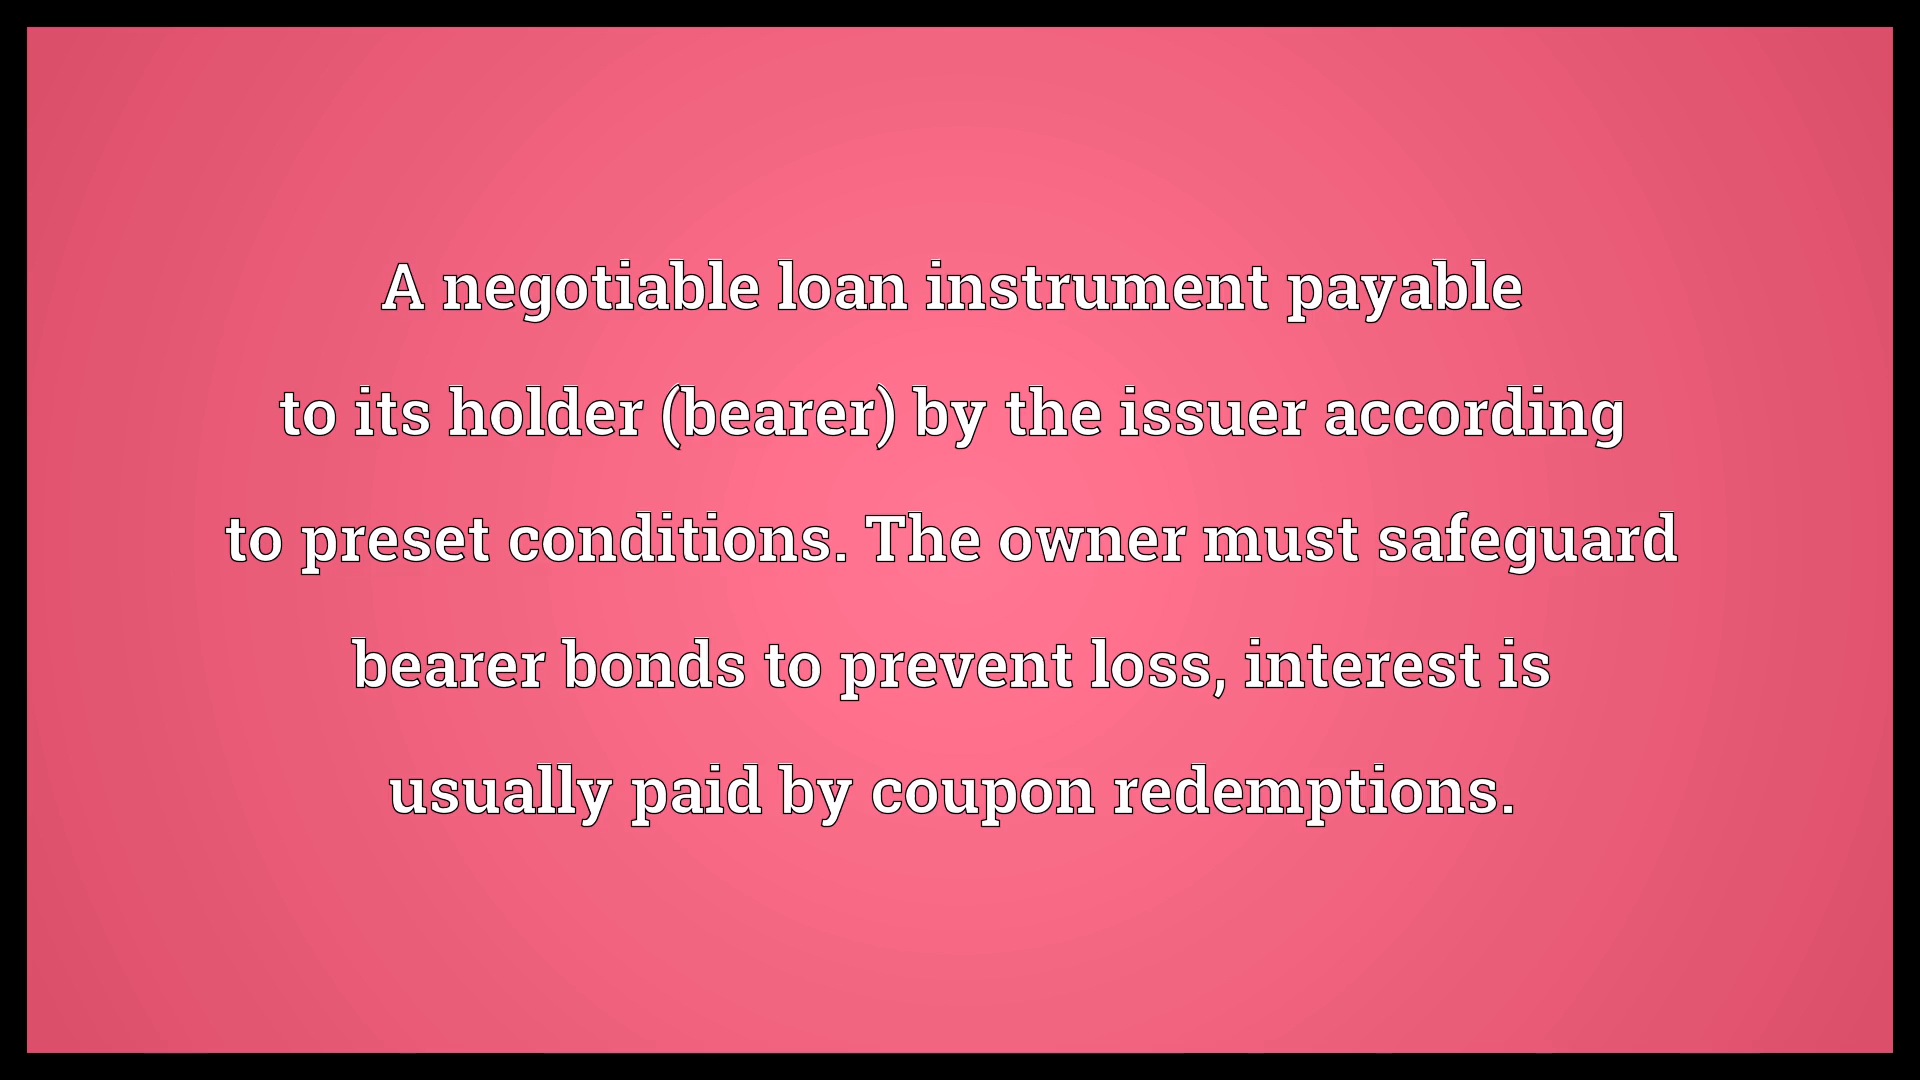 A negotiable loan instrument payable
to its holder (bearer) by the issuer according
to preset conditions. The owner must safeguard
bearer bonds to prevent loss, interest is
usually paid by coupon redemptions.